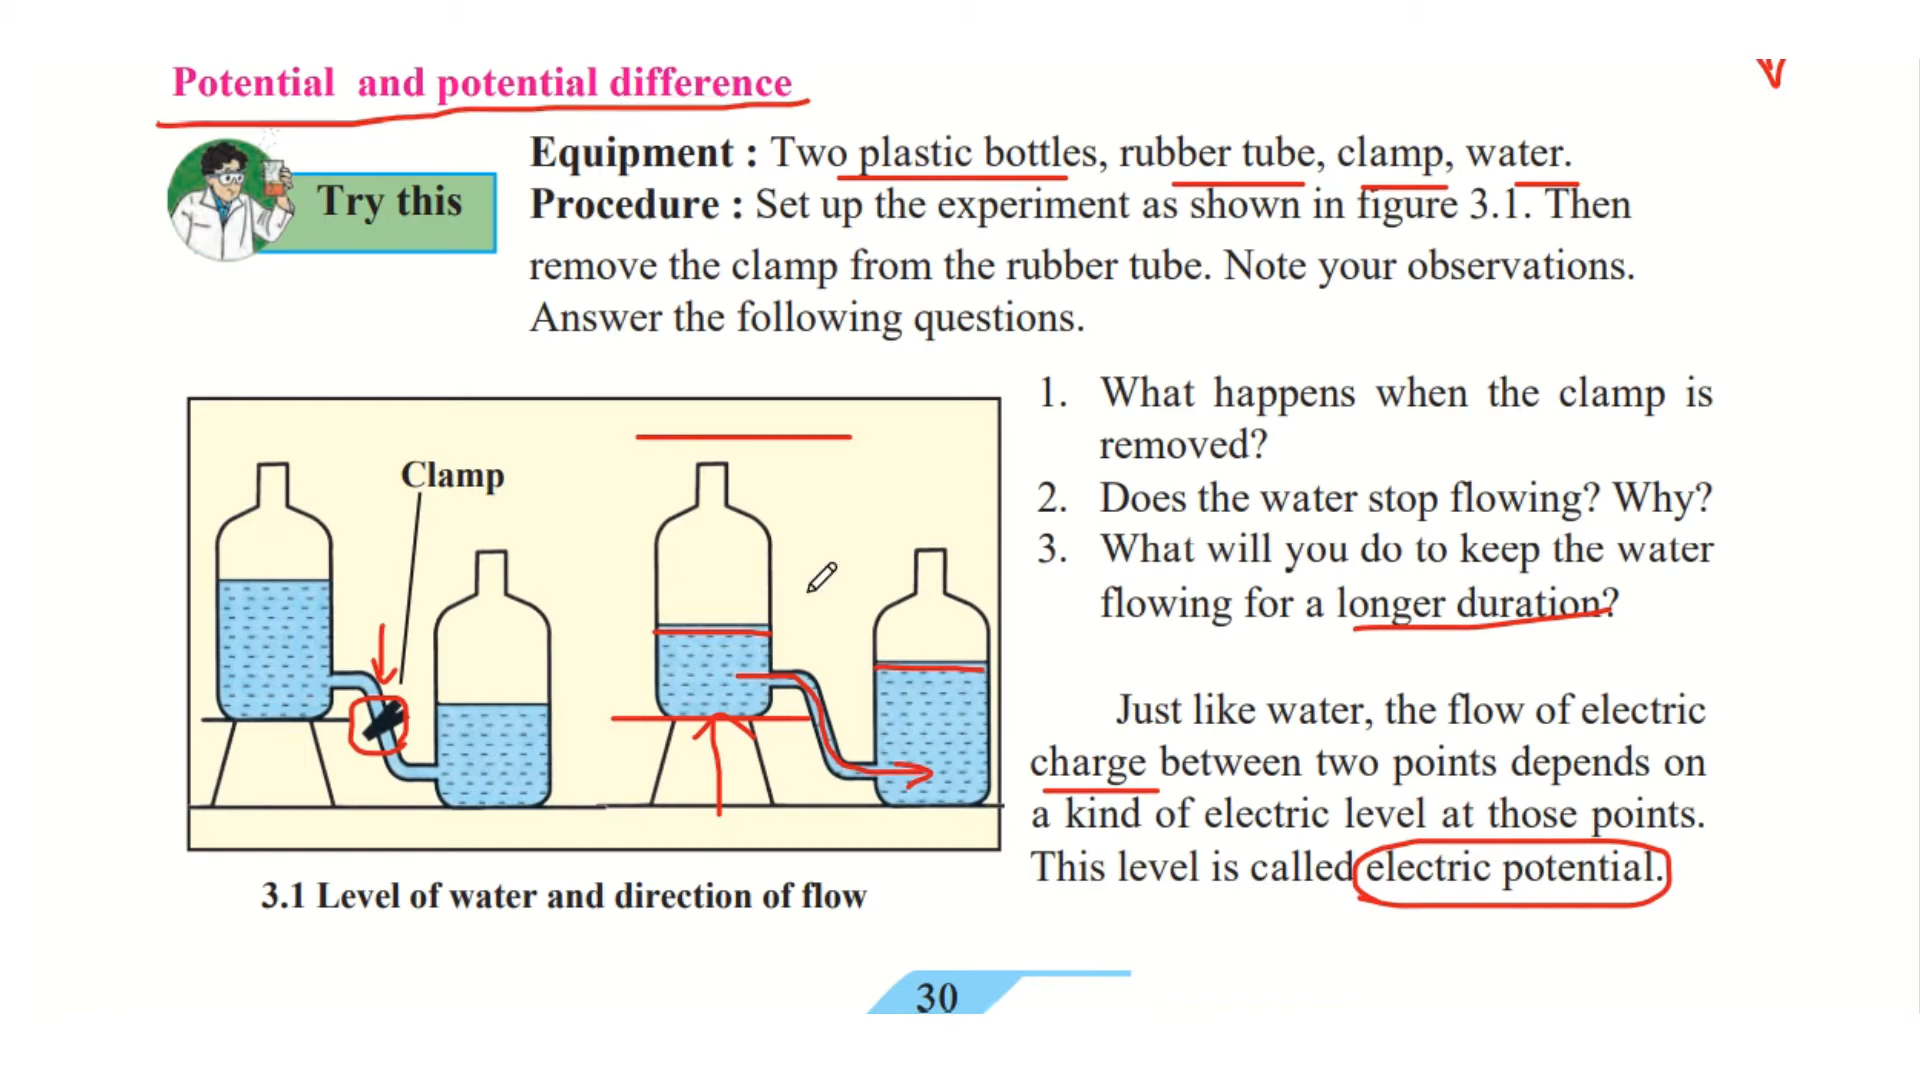 Potential and potential difference
Try this
Equipment : Two plastic bottles, rubber tube, clamp, water.
Procedure : Set up the experiment as shown in figure 3.1. Then
remove the clamp from the rubber tube. Note your observations.
Answer the following questions.
Clamp
3.1 Level of water and direction of flow
1. What happens when the clamp is
removed?
2. Does the water stop flowing? Why?
3. What will you do to keep the water
flowing for a longer duration?
Just like water, the flow of electric
charge between two points depends on
a kind of electric level at those points.
This level is called electric potential.
30